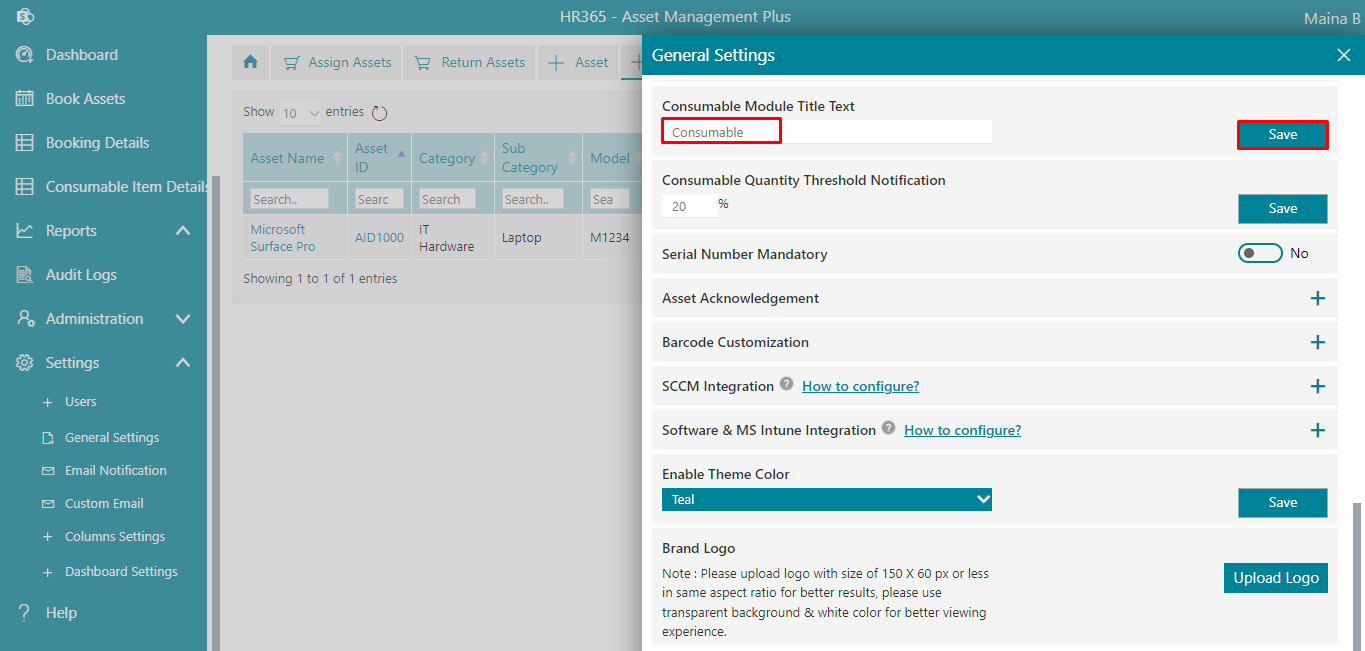 HR365 - Asset Management Plus
Maina B
Dashboard
Book Assets
Booking Details
Consumable Item Details
Reports
Audit Logs
Administration
Settings
Users
General Settings
Email Notification
Custom Email
Columns Settings
Dashboard Settings
Help
Assign Assets
Return Assets
Asset
Show 10 entries
Asset Name
Asset ID
Category
Sub Category
Model
Search..
Searc
Search
Search..
Sea
Microsoft Surface Pro
AID1000
IT Hardware
Laptop
M1234
Showing 1 to 1 of 1 entries
General Settings
Consumable Module Title Text
Consumable
Save
Consumable Quantity Threshold Notification
20 %
Save
Serial Number Mandatory
No
Asset Acknowledgement
Barcode Customization
SCCM Integration ? How to configure?
Software & MS Intune Integration ? How to configure?
Enable Theme Color
Teal
Save
Brand Logo
Note : Please upload logo with size of 150 X 60 px or less
in same aspect ratio for better results, please use
transparent background & white color for better viewing
experience.
Upload Logo